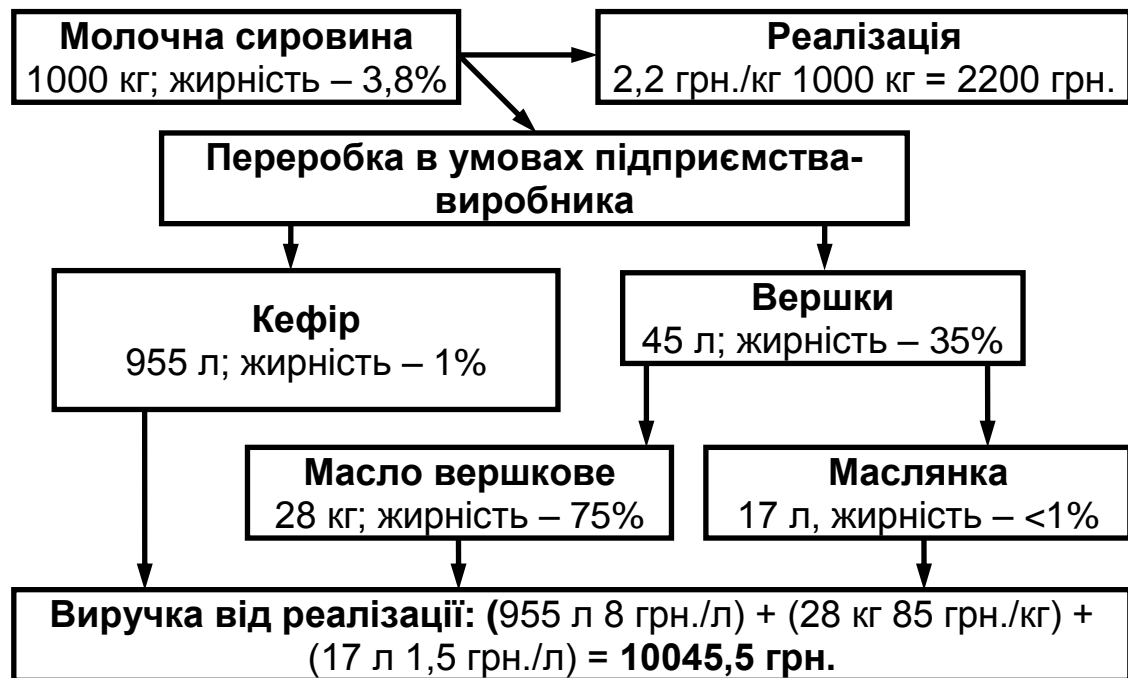 Молочна сировина
1000 кг; жирність – 3,8%
Реалізація
2,2 грн./кг 1000 кг = 2200 грн.
Переробка в умовах підприємства-
виробника
Кефір
955 л; жирність – 1%
Вершки
45 л; жирність – 35%
Масло вершкове
28 кг; жирність – 75%
Маслянка
17 л, жирність – <1%
Виручка від реалізації: (955 л 8 грн./л) + (28 кг 85 грн./кг) +
(17 л 1,5 грн./л) = 10045,5 грн.